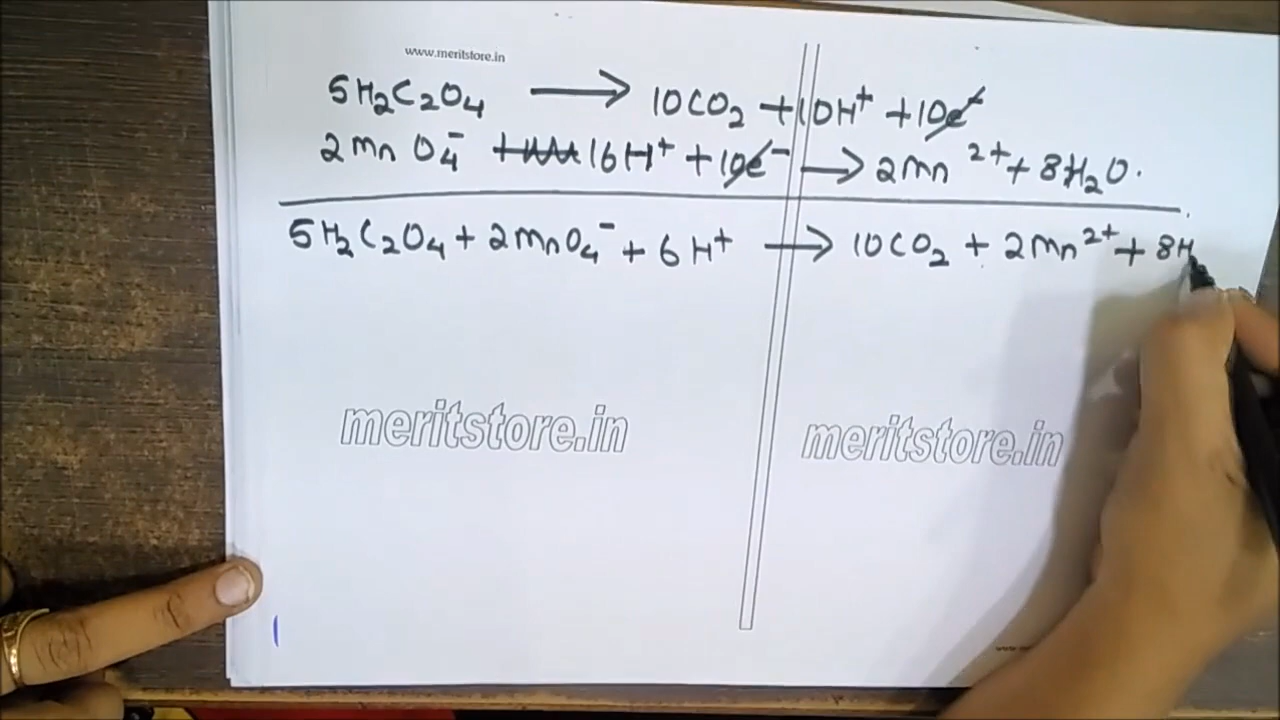 www.meritstore.in
5H₂C₂O₄ ⟶ 10CO₂ + 10H⁺ + 10e⁻
2MnO₄⁻ + 16H⁺ + 10e⁻ ⟶ 2Mn²⁺ + 8H₂O.
5H₂C₂O₄ + 2MnO₄⁻ + 6H⁺ ⟶ 10CO₂ + 2Mn²⁺ + 8H
meritstore.in meritstore.in